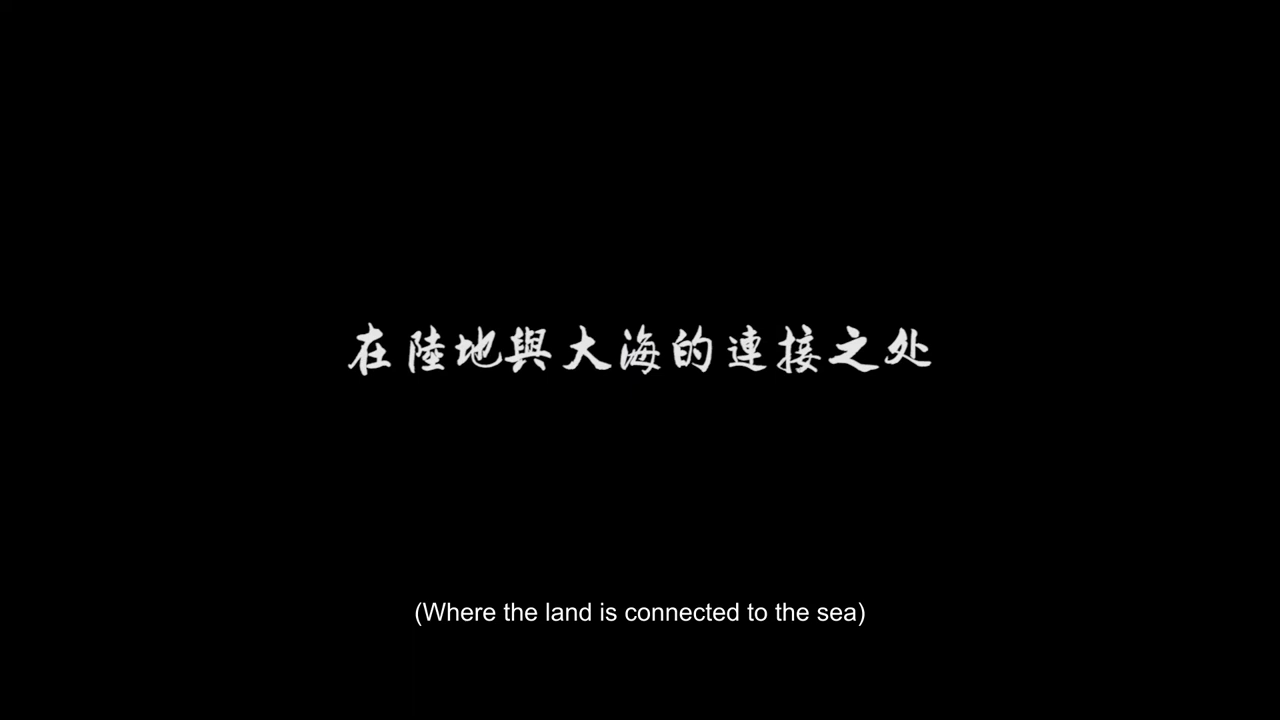 在陸地與大海的連接之处
(Where the land is connected to the sea)